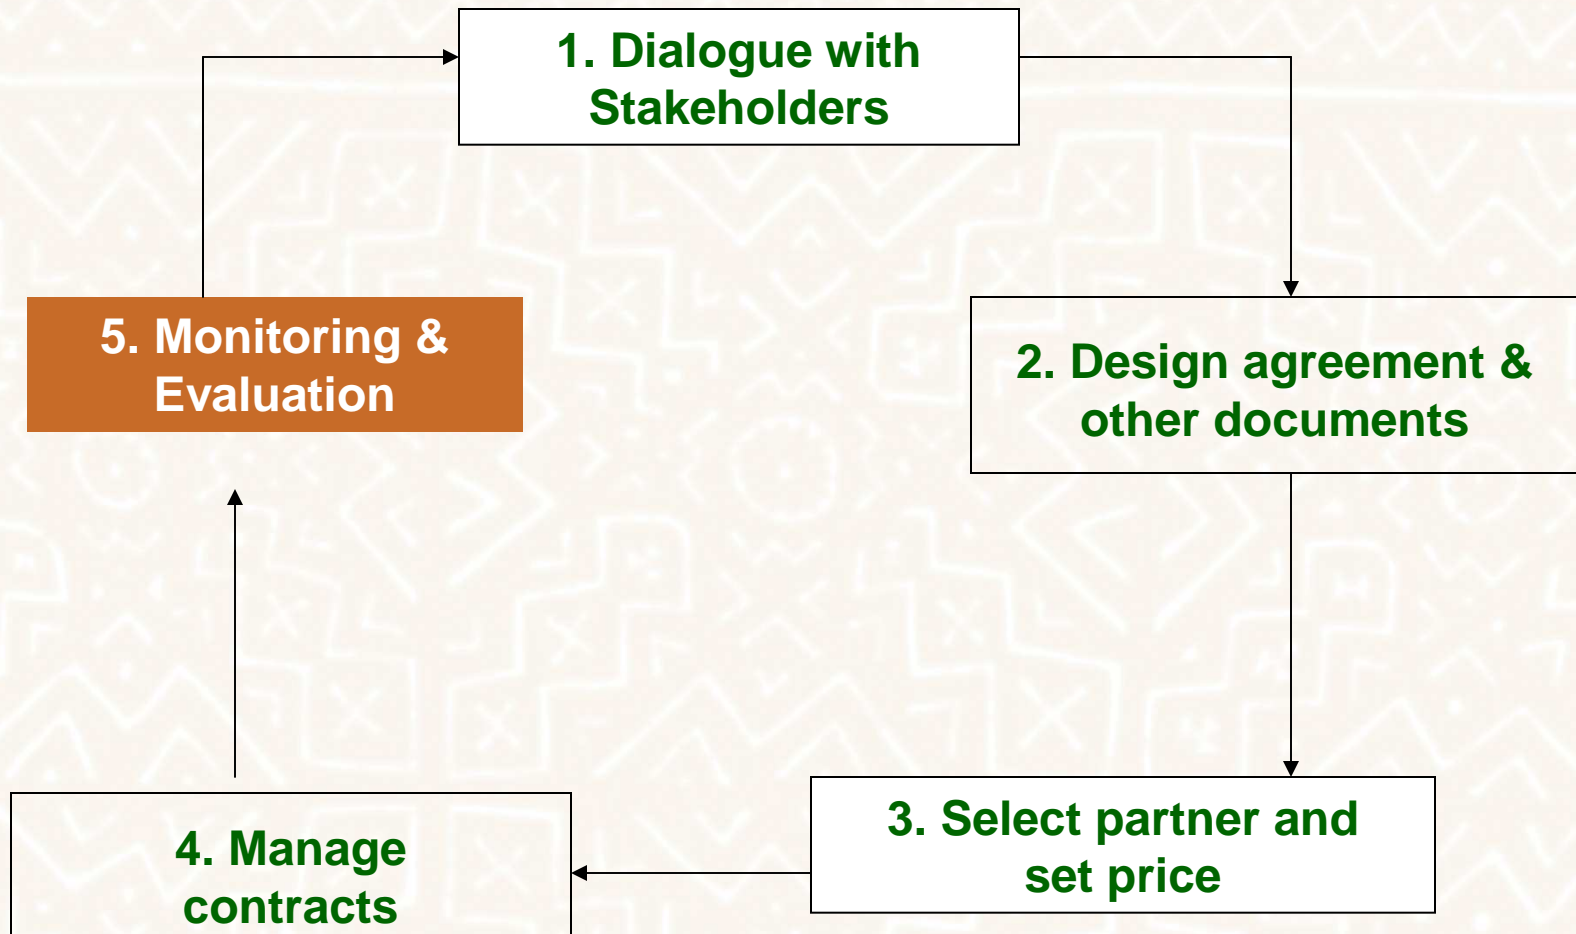 1. Dialogue with
Stakeholders
2. Design agreement &
other documents
3. Select partner and
set price
4. Manage
contracts
5. Monitoring &
Evaluation